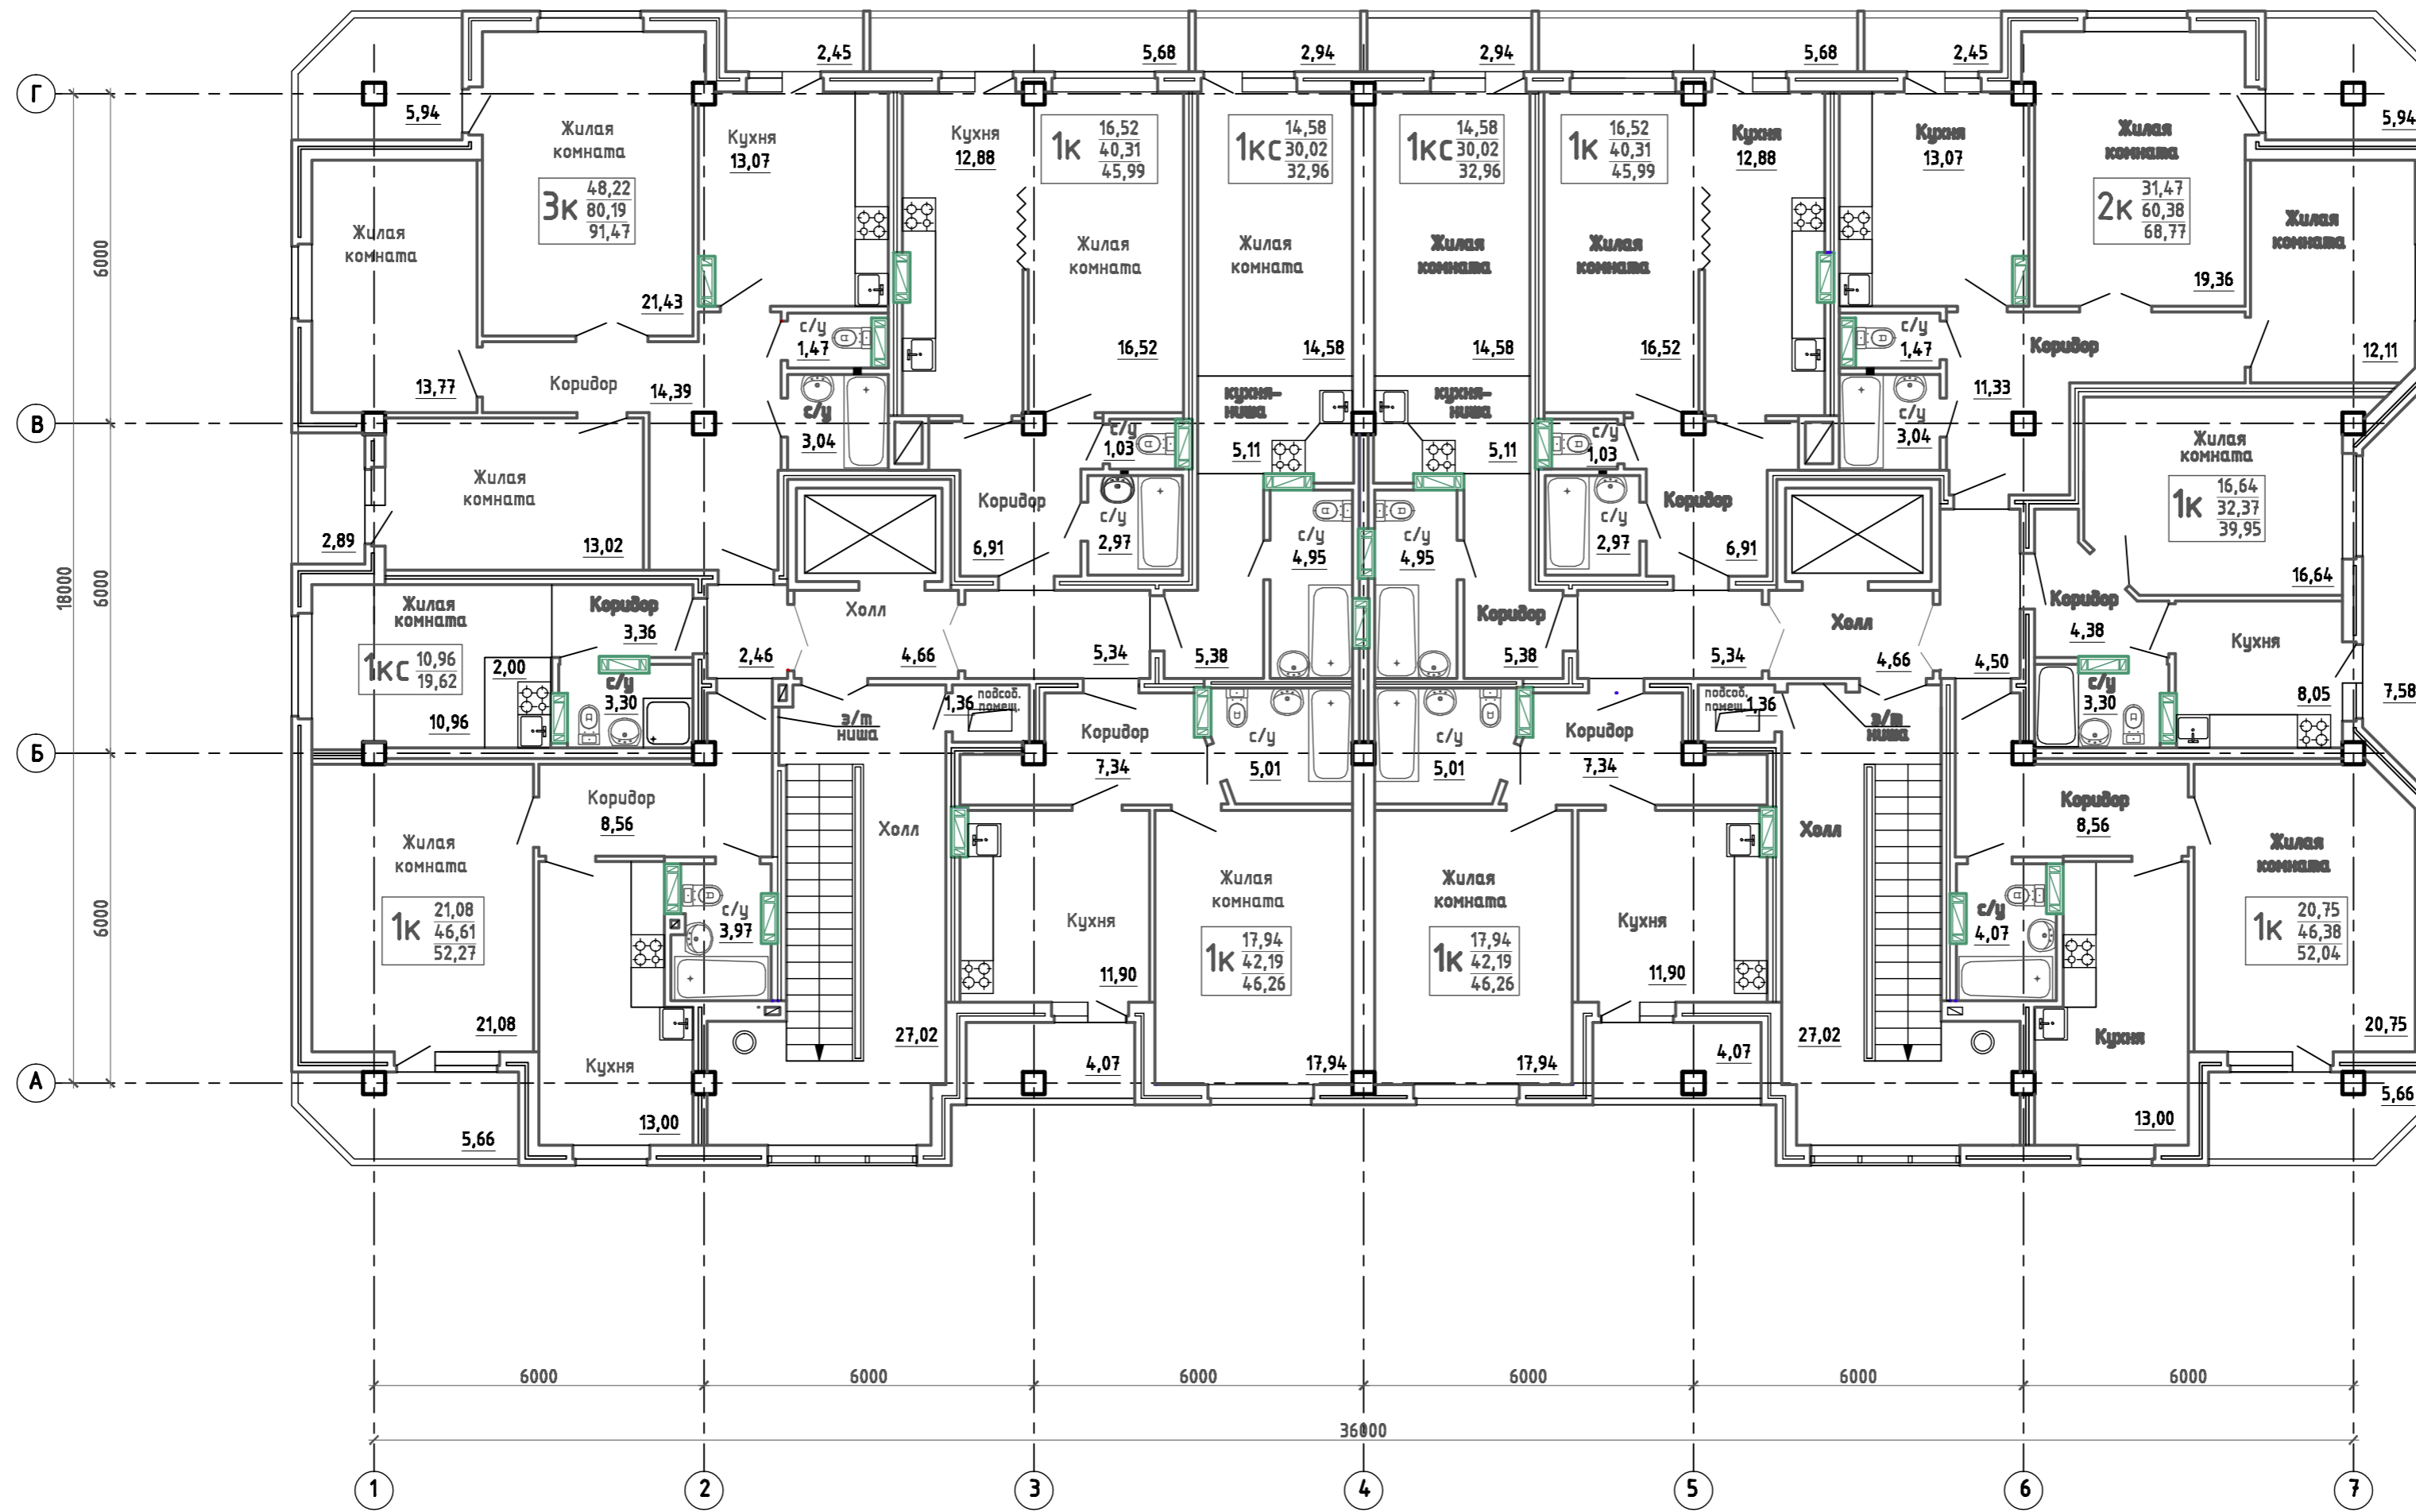 2,45
5,68
2,94
2,94
5,68
2,45
Г
5,94
Жилая
комната
Кухня
13,07
Кухня
12,88
1к 16,52
40,31
45,99
1кс 14,58
30,02
32,96
1кс 14,58
30,02
32,96
1к 16,52
40,31
45,99
Кухня
12,88
Кухня
13,07
Жилая
комната
5,94
3к 48,22
80,19
91,47
2к 31,47
60,38
68,77
Жилая
комната
Жилая
комната
Жилая
комната
Жилая
комната
Жилая
комната
Жилая
комната
6000
21,43
19,36
с/у
1,47
16,52
14,58
14,58
16,52
с/у
1,47
Коридор
12,11
13,77
Коридор
14,39
11,33
кухня-
ниша
кухня-
ниша
В
с/у
3,04
с/у
1,03
5,11
5,11
с/у
1,03
с/у
3,04
Жилая
комната
Жилая
комната
1к 16,64
32,37
39,95
Коридор
6,91
с/у
2,97
с/у
4,95
с/у
4,95
с/у
2,97
Коридор
6,91
2,89
13,02
16,64
18000
6000
Жилая
комната
Коридор
3,36
Холл
Коридор
Холл
Коридор
4,38
Кухня
1кс 10,96
19,62
2,00
2,46
4,66
5,34
5,38
5,38
5,34
4,66
4,50
с/у
3,30
10,96
1,36
подсоб.
помещ.
подсоб.
помещ.
1,36
с/у
3,30
8,05
7,58
з/т
ниша
з/т
ниша
Б
Коридор
7,34
с/у
5,01
с/у
5,01
Коридор
7,34
Коридор
8,56
Холл
Холл
Коридор
8,56
Жилая
комната
Жилая
комната
Жилая
комната
Жилая
комната
6000
1к 21,08
46,61
52,27
с/у
3,97
Кухня
1к 17,94
42,19
46,26
1к 17,94
42,19
46,26
Кухня
с/у
4,07
1к 20,75
46,38
52,04
11,90
11,90
21,08
27,02
27,02
20,75
Кухня
4,07
17,94
17,94
4,07
Кухня
А
5,66
13,00
13,00
5,66
6000
6000
6000
6000
6000
6000
36000
1
2
3
4
5
6
7